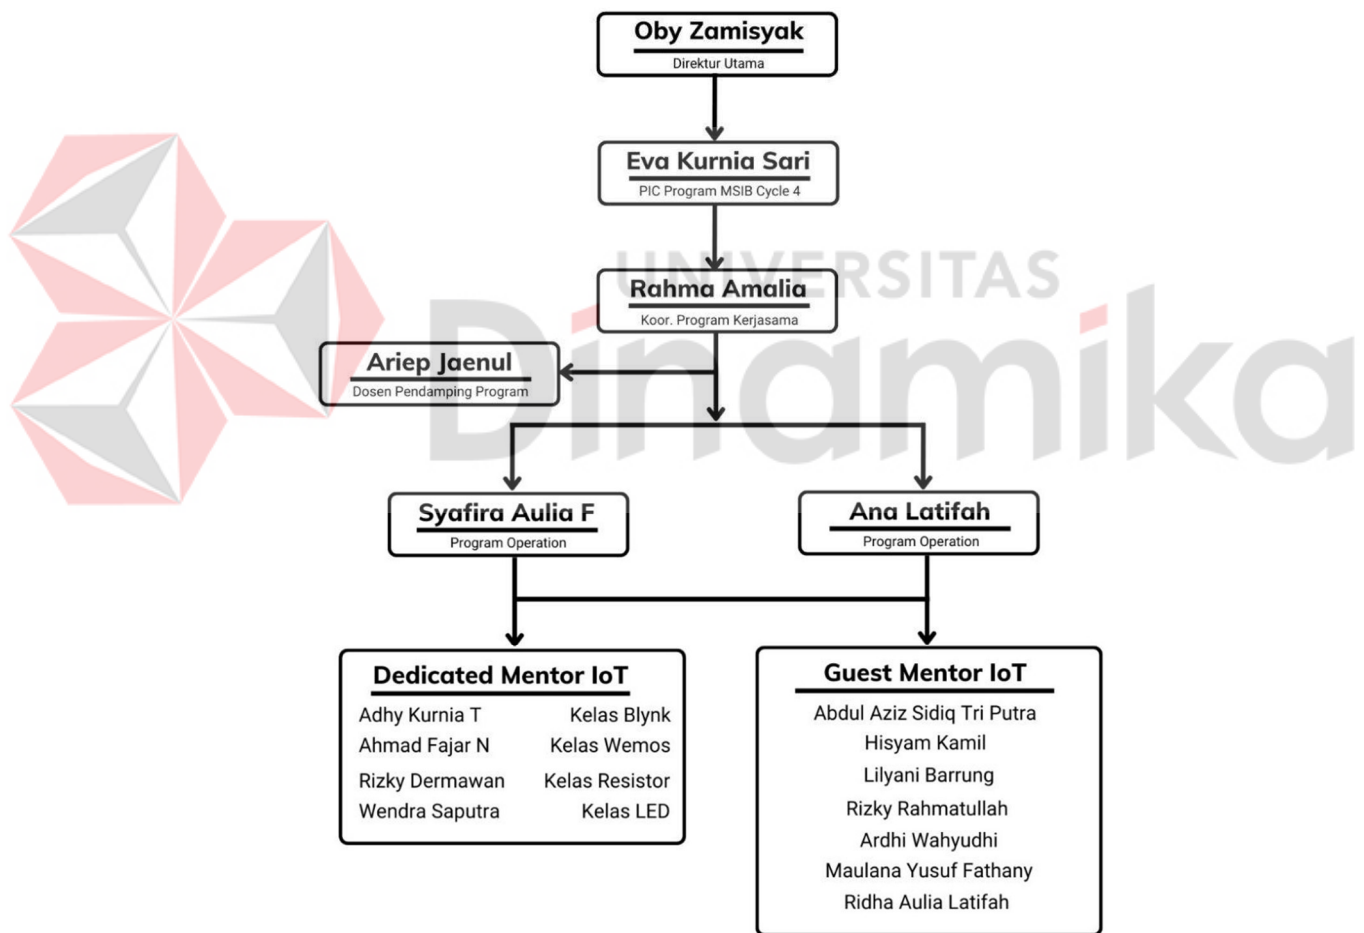 Oby Zamisyak
Direktur Utama
Eva Kurnia Sari
PIC Program MSIB Cycle 4
UNIVERSITAS
Dinamika
Rahma Amalia
Koor. Program Kerjasama
Ariep Jaenul
Dosen Pendamping Program
Syafira Aulia F
Program Operation
Ana Latifah
Program Operation
Dedicated Mentor IoT
Adhy Kurnia T Kelas Blynk
Ahmad Fajar N Kelas Wemos
Rizky Dermawan Kelas Resistor
Wendra Saputra Kelas LED
Guest Mentor IoT
Abdul Aziz Sidiq Tri Putra
Hisyam Kamil
Lilyani Barrung
Rizky Rahmatullah
Ardhi Wahyudhi
Maulana Yusuf Fathany
Ridha Aulia Latifah